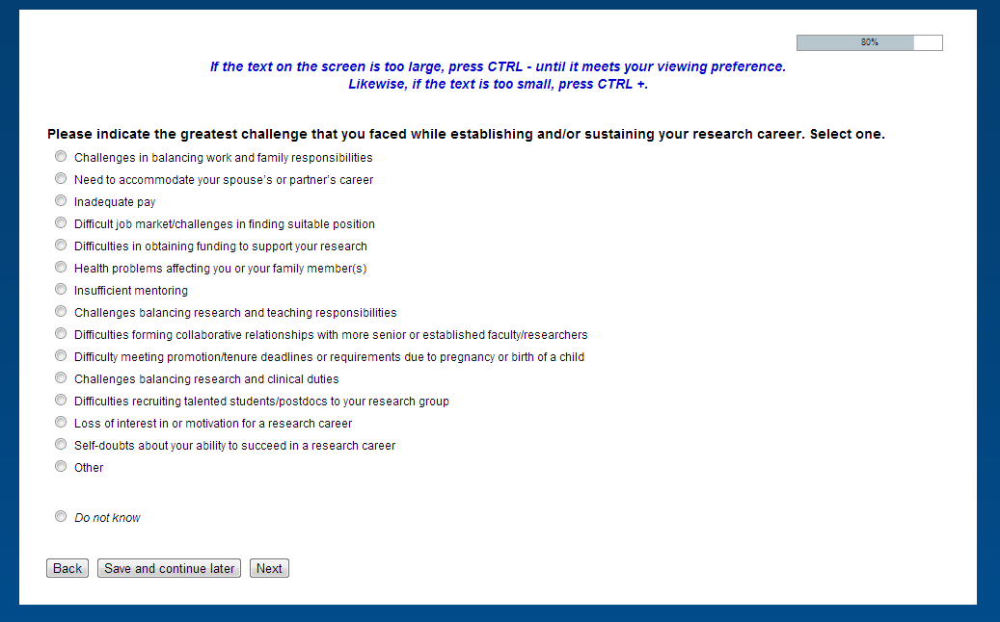 80%
If the text on the screen is too large, press CTRL - until it meets your viewing preference.
Likewise, if the text is too small, press CTRL +.
Please indicate the greatest challenge that you faced while establishing and/or sustaining your research career. Select one.
Challenges in balancing work and family responsibilities
Need to accommodate your spouse's or partner's career
Inadequate pay
Difficult job market/challenges in finding suitable position
Difficulties in obtaining funding to support your research
Health problems affecting you or your family member(s)
Insufficient mentoring
Challenges balancing research and teaching responsibilities
Difficulties forming collaborative relationships with more senior or established faculty/researchers
Difficulty meeting promotion/tenure deadlines or requirements due to pregnancy or birth of a child
Challenges balancing research and clinical duties
Difficulties recruiting talented students/postdocs to your research group
Loss of interest in or motivation for a research career
Self-doubts about your ability to succeed in a research career
Other
Do not know
Back Save and continue later Next